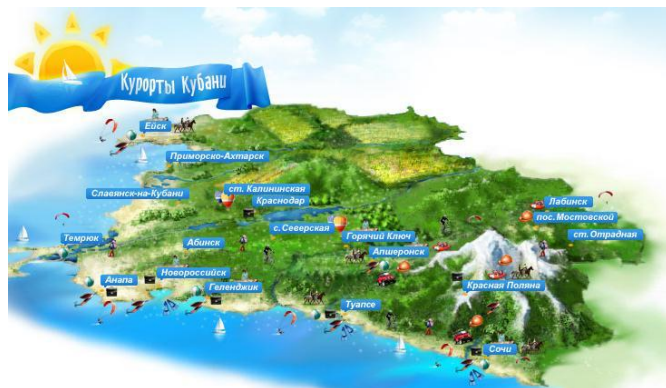 Курорты Кубани
Ейск
Приморско-Ахтарск
Славянск-на-Кубани
ст. Калининская
Краснодар
Лабинск
пос.Мостовской
с.Северская
ст. Отрадная
Темрюк
Абинск
Горячий Ключ
Апшеронск
Новороссийск
Анапа
Геленджик
Красная Поляна
Туапсе
Сочи